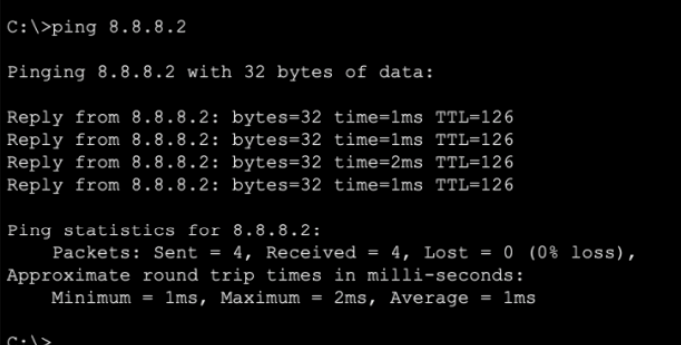 C:\>ping 8.8.8.2
Pinging 8.8.8.2 with 32 bytes of data:
Reply from 8.8.8.2: bytes=32 time=1ms TTL=126
Reply from 8.8.8.2: bytes=32 time=1ms TTL=126
Reply from 8.8.8.2: bytes=32 time=2ms TTL=126
Reply from 8.8.8.2: bytes=32 time=1ms TTL=126
Ping statistics for 8.8.8.2:
    Packets: Sent = 4, Received = 4, Lost = 0 (0% loss),
Approximate round trip times in milli-seconds:
    Minimum = 1ms, Maximum = 2ms, Average = 1ms
C:\>